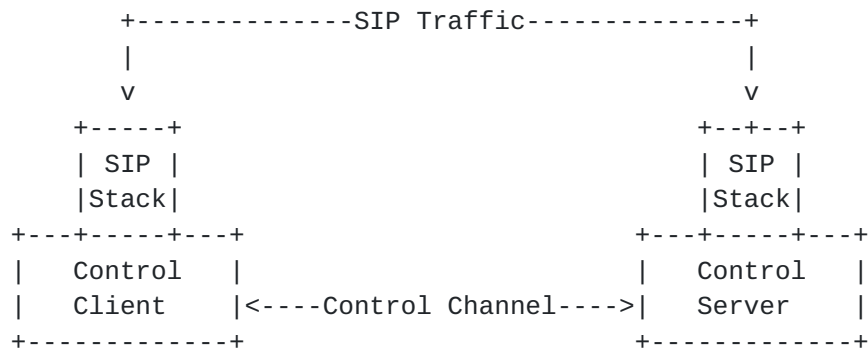 SIP Traffic
SIP SIP
Stack Stack
Control Control
Client Control Channel Server